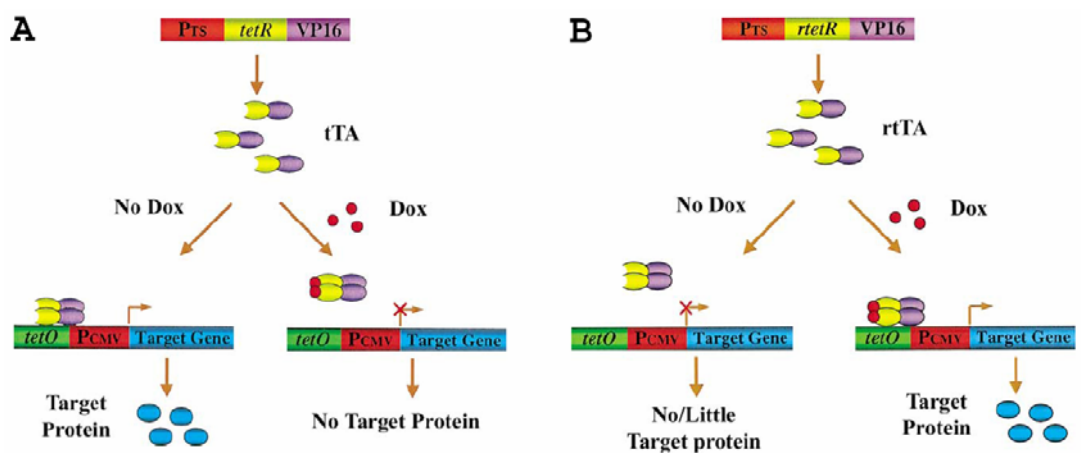 A
PTS tetR VP16
tTA
No Dox
Dox
tetO PCMV Target Gene
tetO PCMV Target Gene
Target
Protein
No Target Protein
B
PTS rtetR VP16
rtTA
No Dox
Dox
tetO PCMV Target Gene
tetO PCMV Target Gene
No/Little
Target protein
Target
Protein